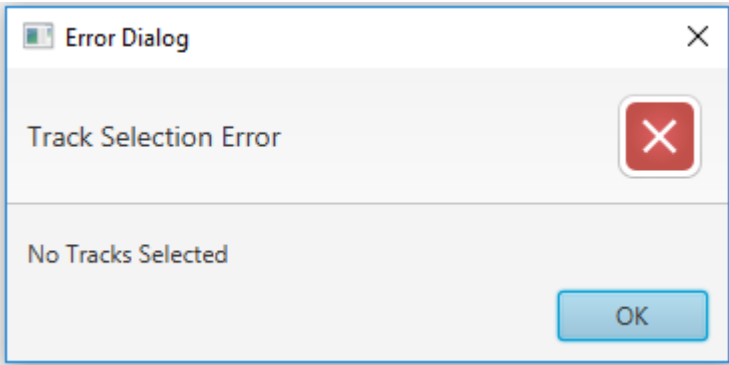 Error Dialog
Track Selection Error
No Tracks Selected
OK